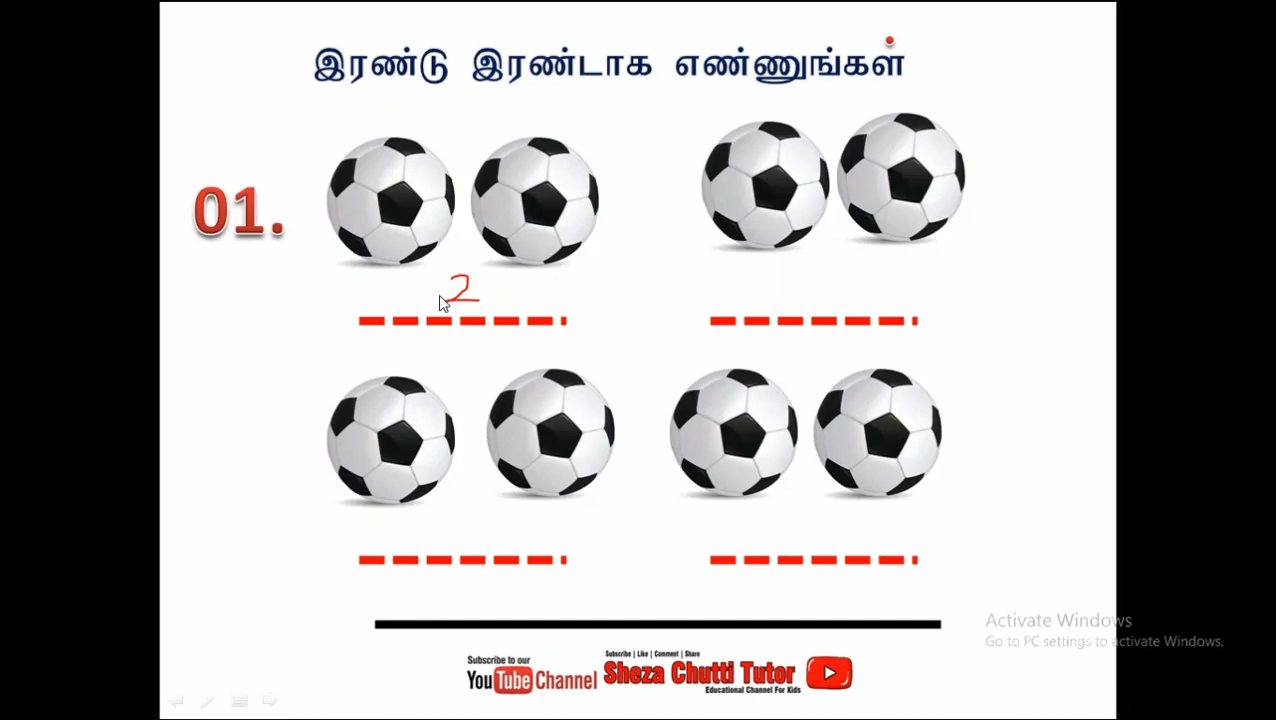 இரண்டு இரண்டாக எண்ணுங்கள்
01.
2
Activate Windows
Go to PC settings to activate Windows.
Subscribe to our
YouTube Channel
Subscribe | Like | Comment | Share
Sheza Chutti Tutor
Educational Channel For Kids